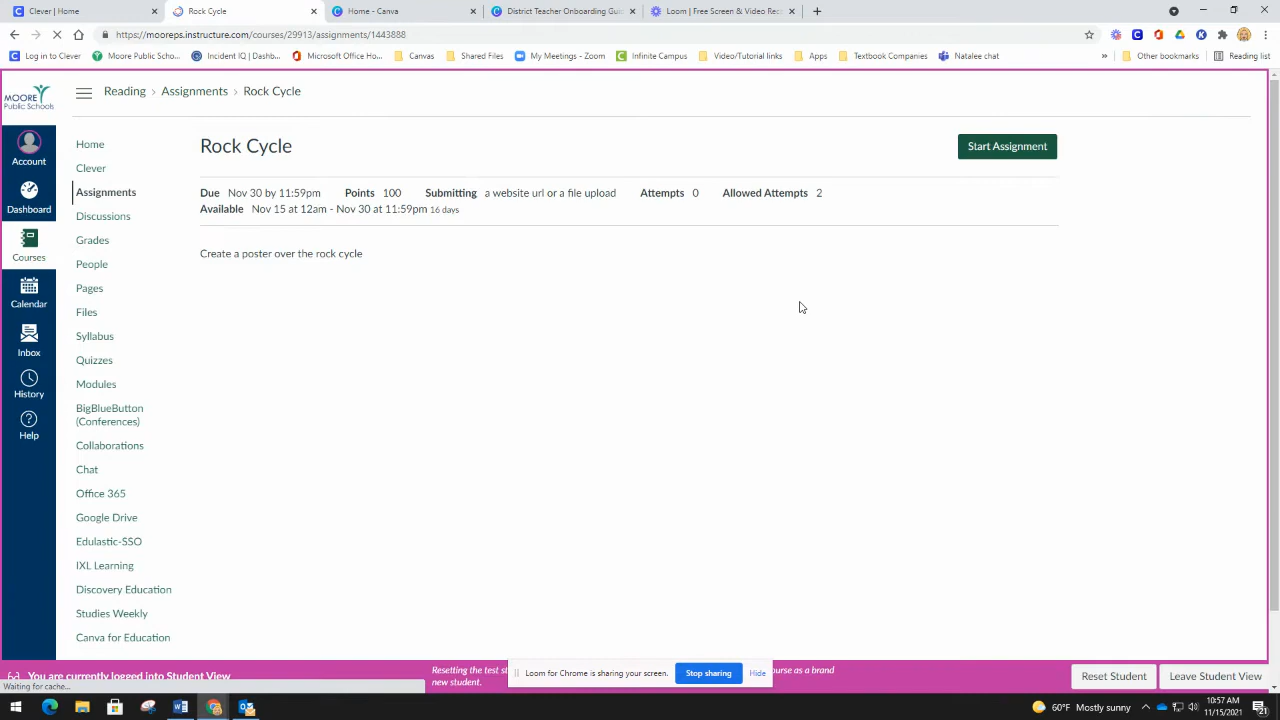 Clever | Home
Rock Cycle
Home - Canva
District Teacher Onboarding Guid
Loom | Free Screen & Video Rec
https://mooreps.instructure.com/courses/29913/assignments/1443888
Log in to Clever
Moore Public Scho...
Incident IQ | Dashb...
Microsoft Office Ho...
Canvas
Shared Files
My Meetings - Zoom
Infinite Campus
Video/Tutorial links
Apps
Textbook Companies
Natalee chat
»
Other bookmarks
Reading list
MOORE
Public Schools
Reading › Assignments › Rock Cycle
Account
Dashboard
Courses
Calendar
Inbox
History
Help
Home
Clever
Assignments
Discussions
Grades
People
Pages
Files
Syllabus
Quizzes
Modules
BigBlueButton
(Conferences)
Collaborations
Chat
Office 365
Google Drive
Edulastic-SSO
IXL Learning
Discovery Education
Studies Weekly
Canva for Education
Rock Cycle
Start Assignment
Due Nov 30 by 11:59pm Points 100 Submitting a website url or a file upload Attempts 0 Allowed Attempts 2
Available Nov 15 at 12am - Nov 30 at 11:59pm 16 days
Create a poster over the rock cycle
You are currently logged into Student View
Resetting the test st
ourse as a brand
new student.
Loom for Chrome is sharing your screen. Stop sharing Hide
Reset Student
Leave Student View
Waiting for cache...
60°F Mostly sunny
10:57 AM
11/15/2021
21